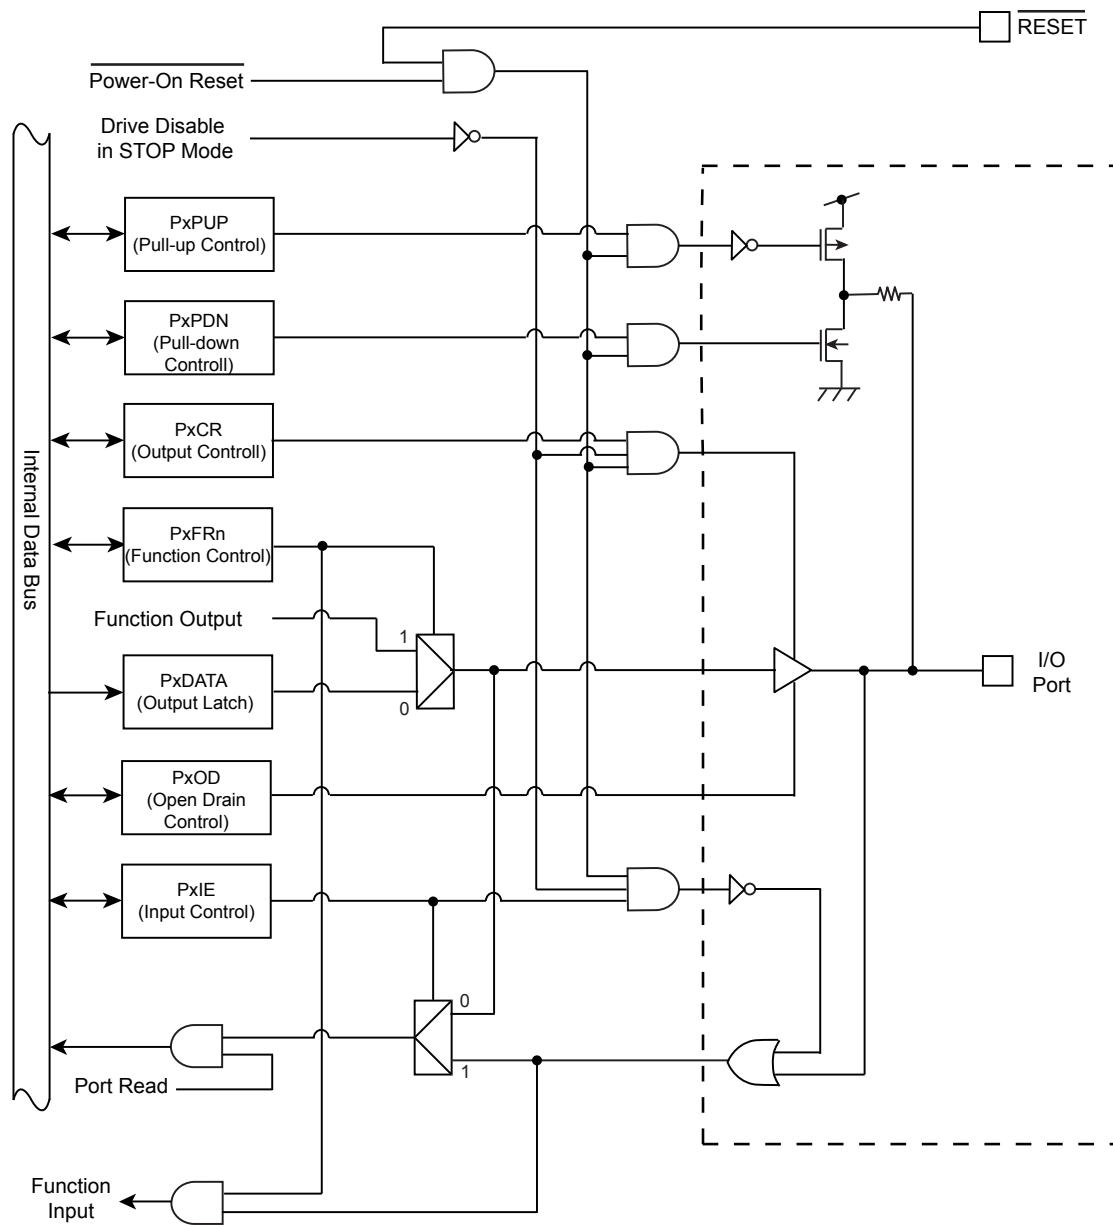 RESET
Power-On Reset
Drive Disable
in STOP Mode
PxPUP
(Pull-up Control)
PxPDN
(Pull-down
Controll)
PxCR
(Output Controll)
Internal Data Bus
PxFRn
(Function Control)
Function Output
1
0
PxDATA
(Output Latch)
I/O
Port
PxOD
(Open Drain
Control)
PxIE
(Input Control)
0
1
Port Read
Function
Input